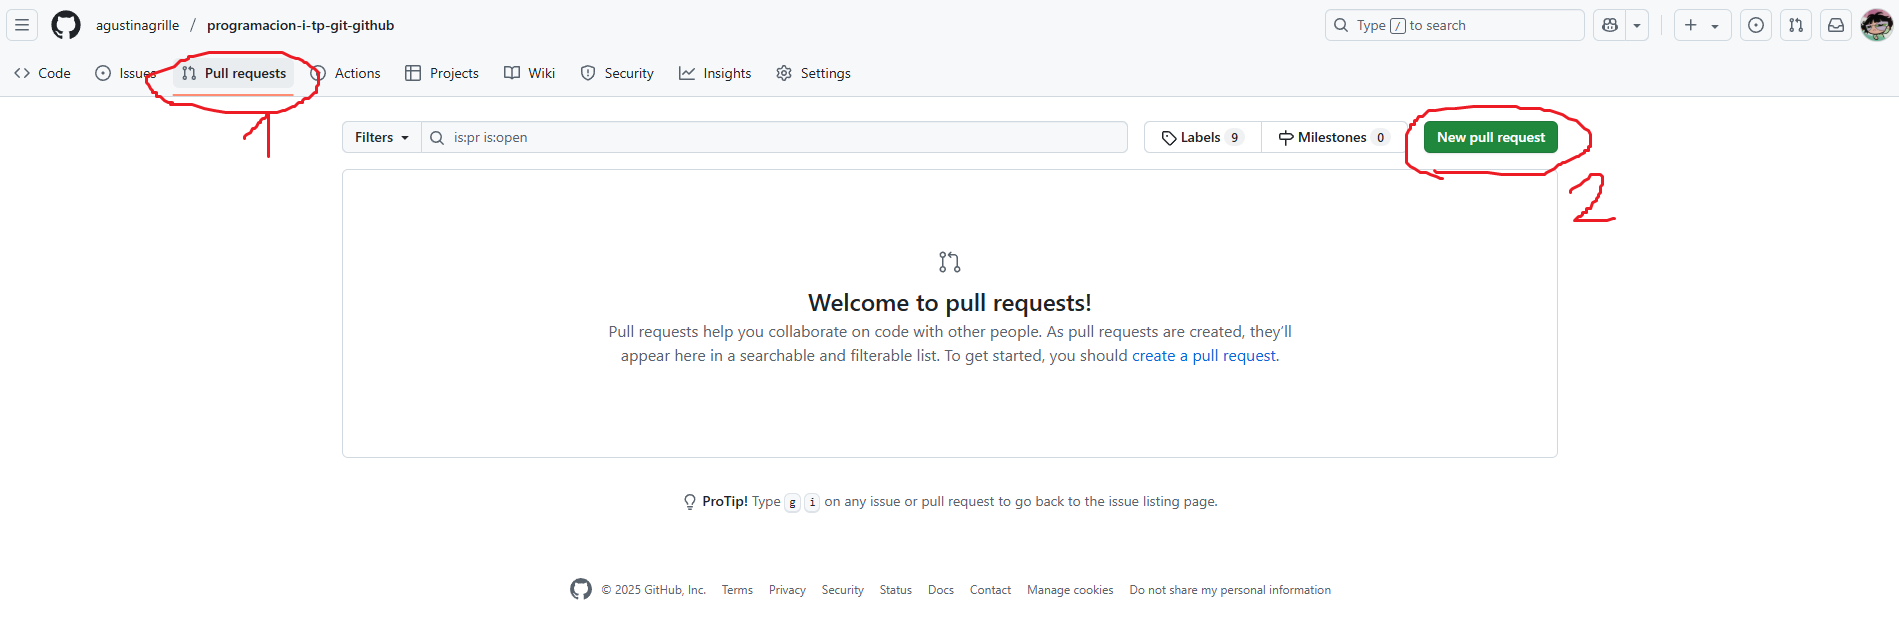 agustinagrille / programacion-i-tp-git-github
Type / to search
Code Issues Pull requests Actions Projects Wiki Security Insights Settings
1
Filters is:pr is:open Labels 9 Milestones 0 New pull request
2
Welcome to pull requests!
Pull requests help you collaborate on code with other people. As pull requests are created, they'll
appear here in a searchable and filterable list. To get started, you should create a pull request.
ProTip! Type g i on any issue or pull request to go back to the issue listing page.
© 2025 GitHub, Inc. Terms Privacy Security Status Docs Contact Manage cookies Do not share my personal information